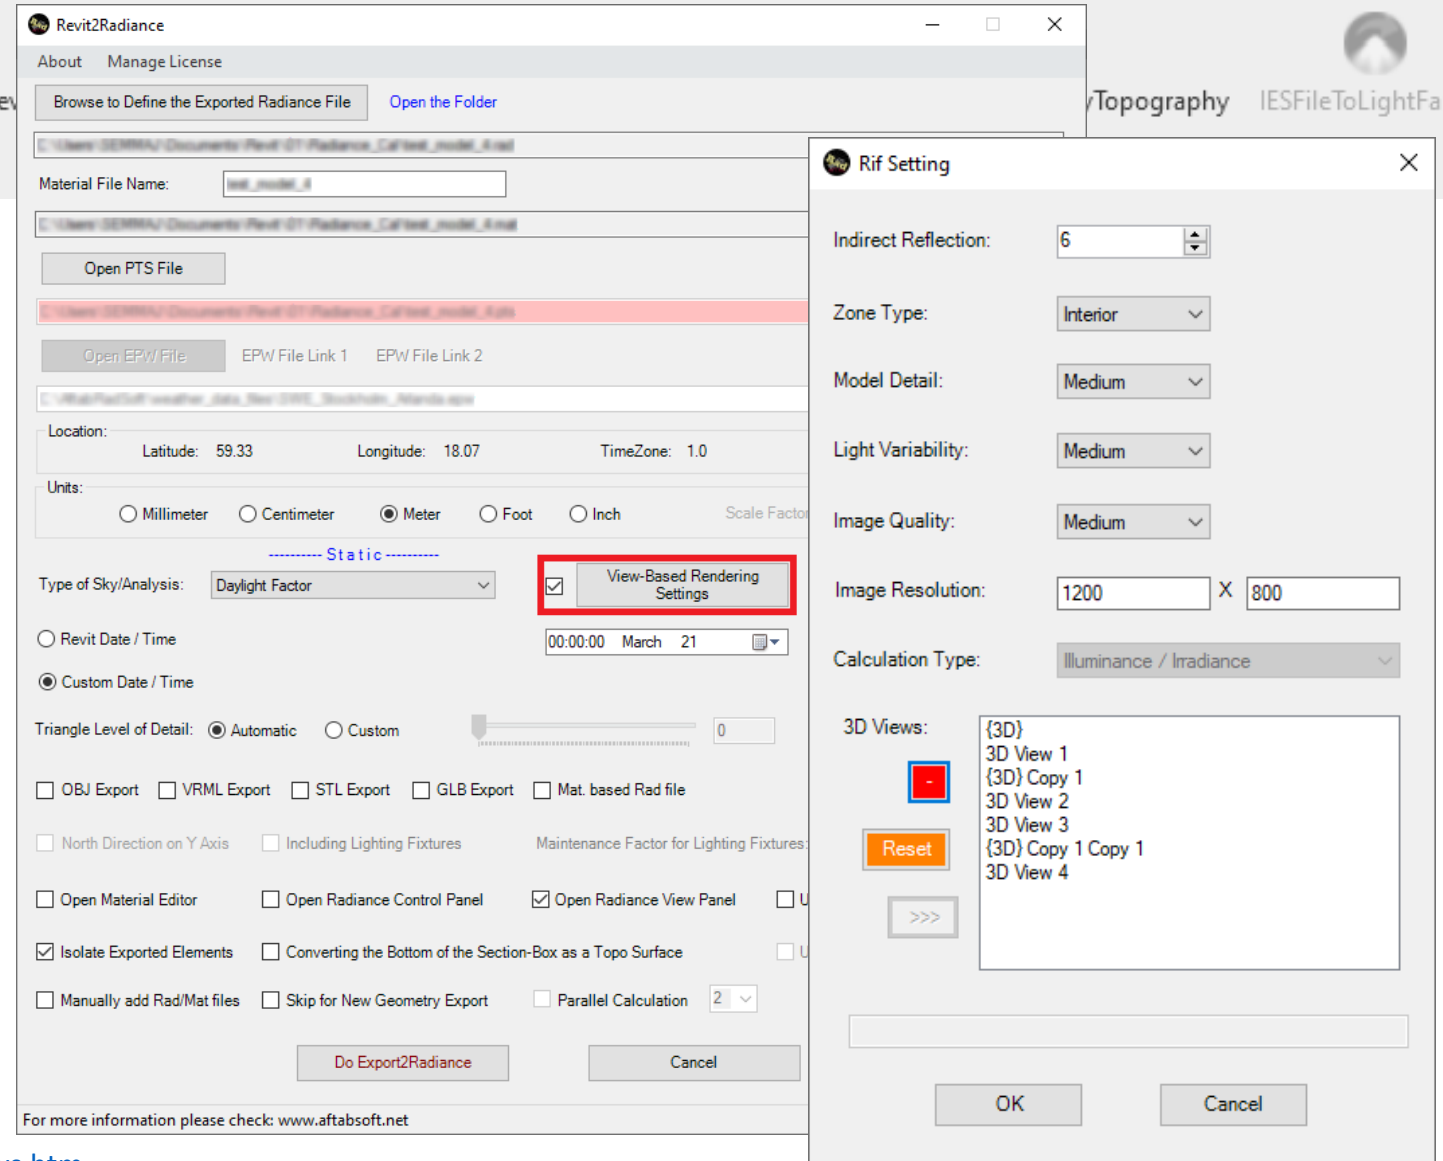 Revit2Radiance
About Manage License
Browse to Define the Exported Radiance File Open the Folder
Material File Name:
Open PTS File
Open EPW File EPW File Link 1 EPW File Link 2
Location:
Latitude: 59.33 Longitude: 18.07 TimeZone: 1.0
Units:
Millimeter Centimeter Meter Foot Inch Scale Factor
---------- Static ----------
Type of Sky/Analysis: Daylight Factor View-Based Rendering
Settings
Revit Date / Time 00:00:00 March 21
Custom Date / Time
Triangle Level of Detail: Automatic Custom 0
OBJ Export VRML Export STL Export GLB Export Mat. based Rad file
North Direction on Y Axis Including Lighting Fixtures Maintenance Factor for Lighting Fixtures:
Open Material Editor Open Radiance Control Panel Open Radiance View Panel U
Isolate Exported Elements Converting the Bottom of the Section-Box as a Topo Surface U
Manually add Rad/Mat files Skip for New Geometry Export Parallel Calculation 2
Do Export2Radiance Cancel
For more information please check: www.aftabsoft.net
yTopography IESFileToLightFa
Rif Setting
Indirect Reflection: 6
Zone Type: Interior
Model Detail: Medium
Light Variability: Medium
Image Quality: Medium
Image Resolution: 1200 X 800
Calculation Type: Illuminance / Irradiance
3D Views: {3D}
3D View 1
- {3D} Copy 1
3D View 2
3D View 3
Reset {3D} Copy 1 Copy 1
3D View 4
>>>
OK Cancel